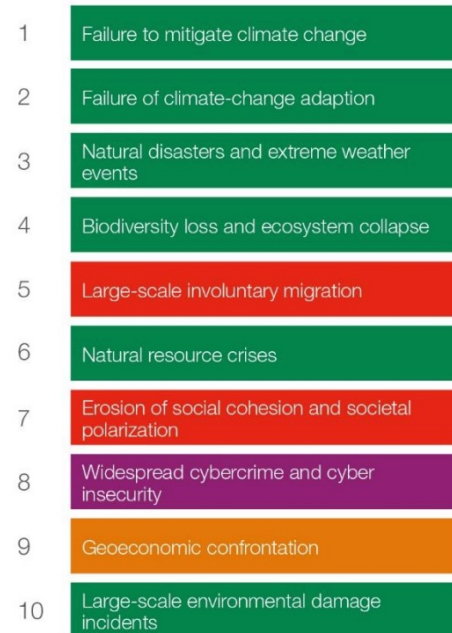 1 Failure to mitigate climate change
2 Failure of climate-change adaption
3 Natural disasters and extreme weather
events
4 Biodiversity loss and ecosystem collapse
5 Large-scale involuntary migration
6 Natural resource crises
7 Erosion of social cohesion and societal
polarization
8 Widespread cybercrime and cyber
insecurity
9 Geoeconomic confrontation
10 Large-scale environmental damage
incidents